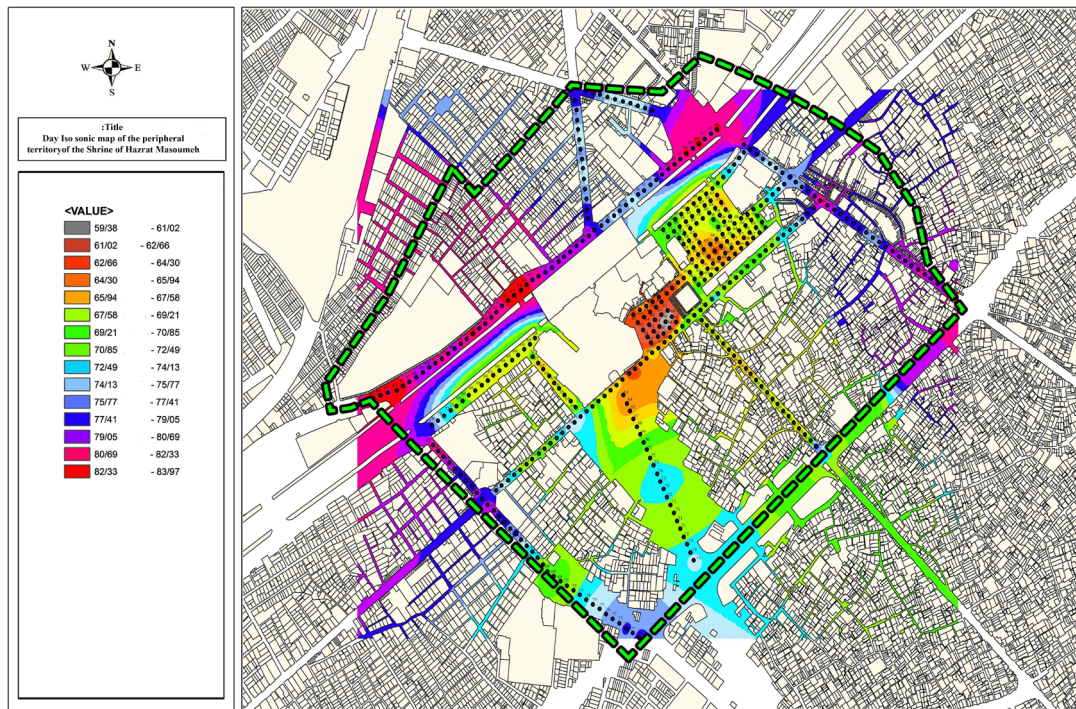 N
W E
S
:Title
Day Iso sonic map of the peripheral
territoryof the Shrine of Hazrat Masoumeh
<VALUE>
59/38 - 61/02
61/02 - 62/66
62/66 - 64/30
64/30 - 65/94
65/94 - 67/58
67/58 - 69/21
69/21 - 70/85
70/85 - 72/49
72/49 - 74/13
74/13 - 75/77
75/77 - 77/41
77/41 - 79/05
79/05 - 80/69
80/69 - 82/33
82/33 - 83/97